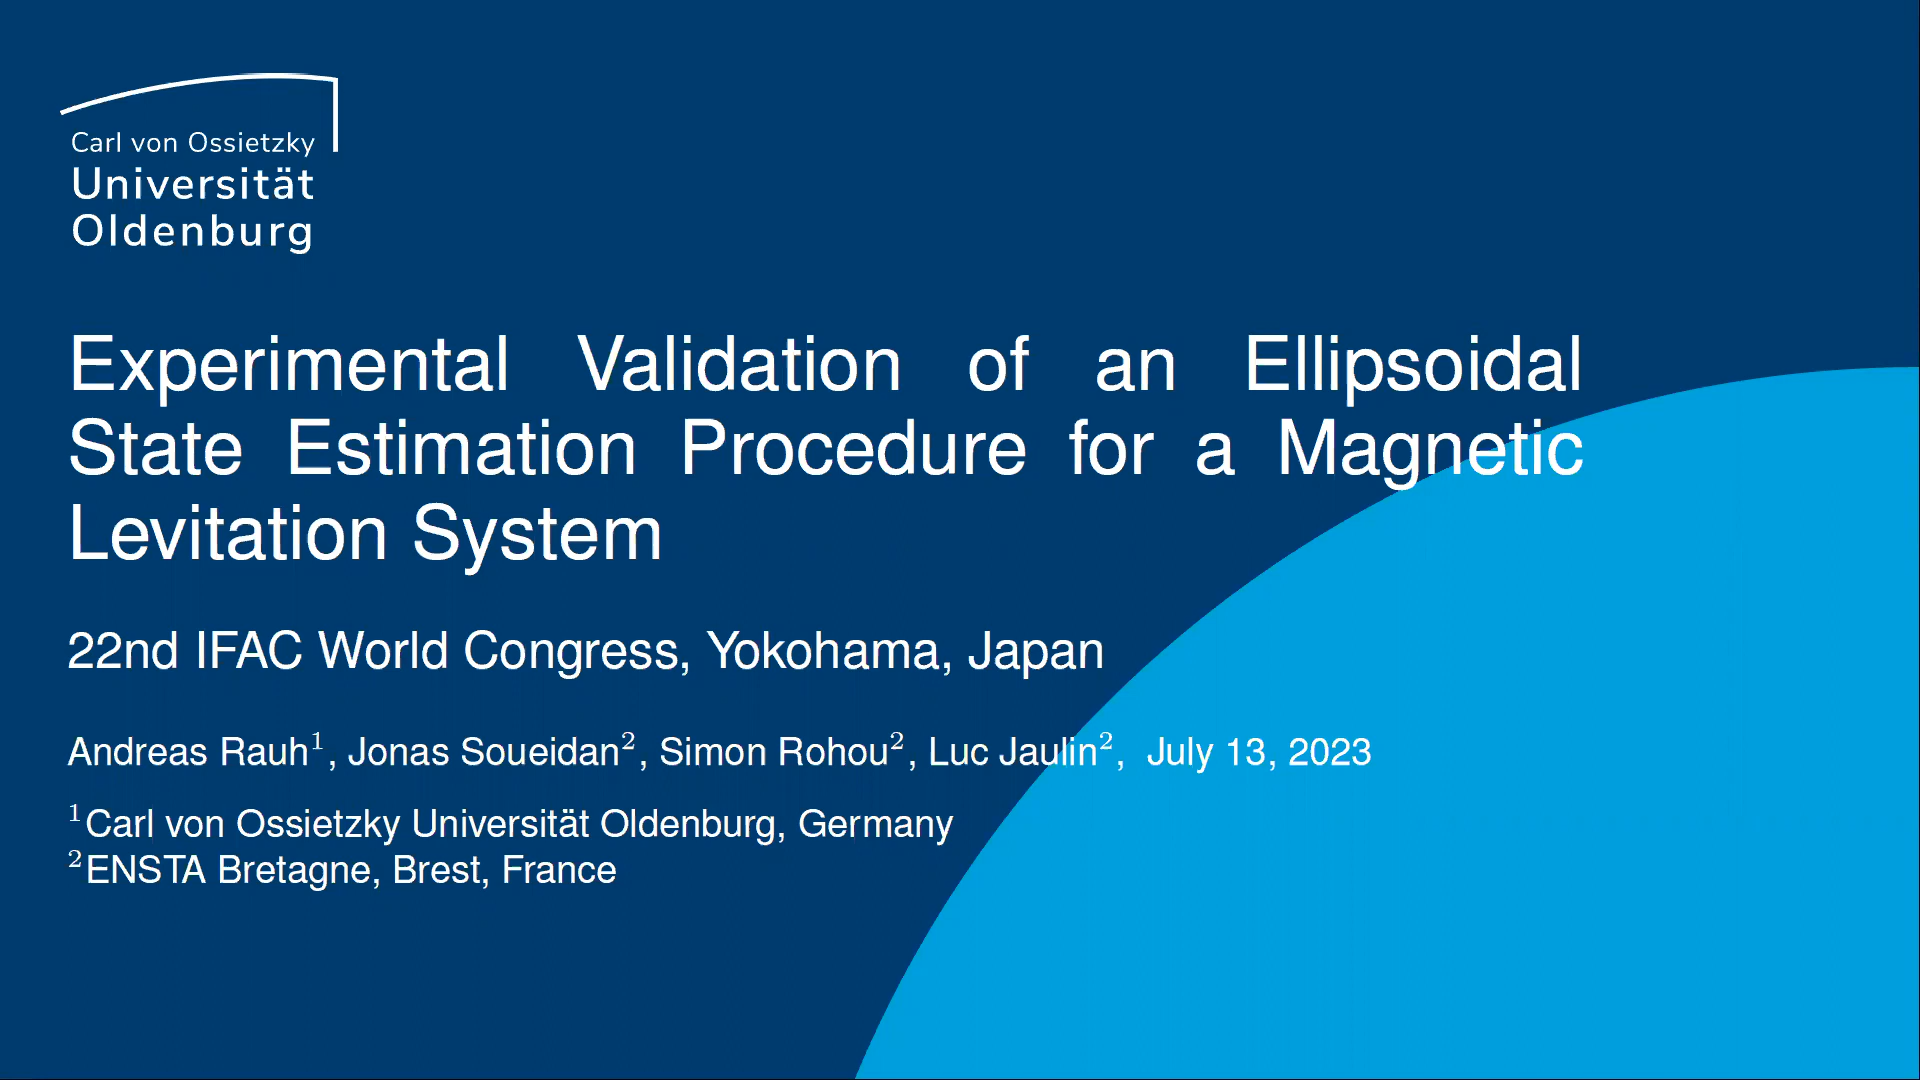 Carl von Ossietzky
Universität
Oldenburg
Experimental Validation of an Ellipsoidal
State Estimation Procedure for a Magnetic
Levitation System
22nd IFAC World Congress, Yokohama, Japan
Andreas Rauh¹, Jonas Soueidan², Simon Rohou², Luc Jaulin², July 13, 2023
¹Carl von Ossietzky Universität Oldenburg, Germany
²ENSTA Bretagne, Brest, France